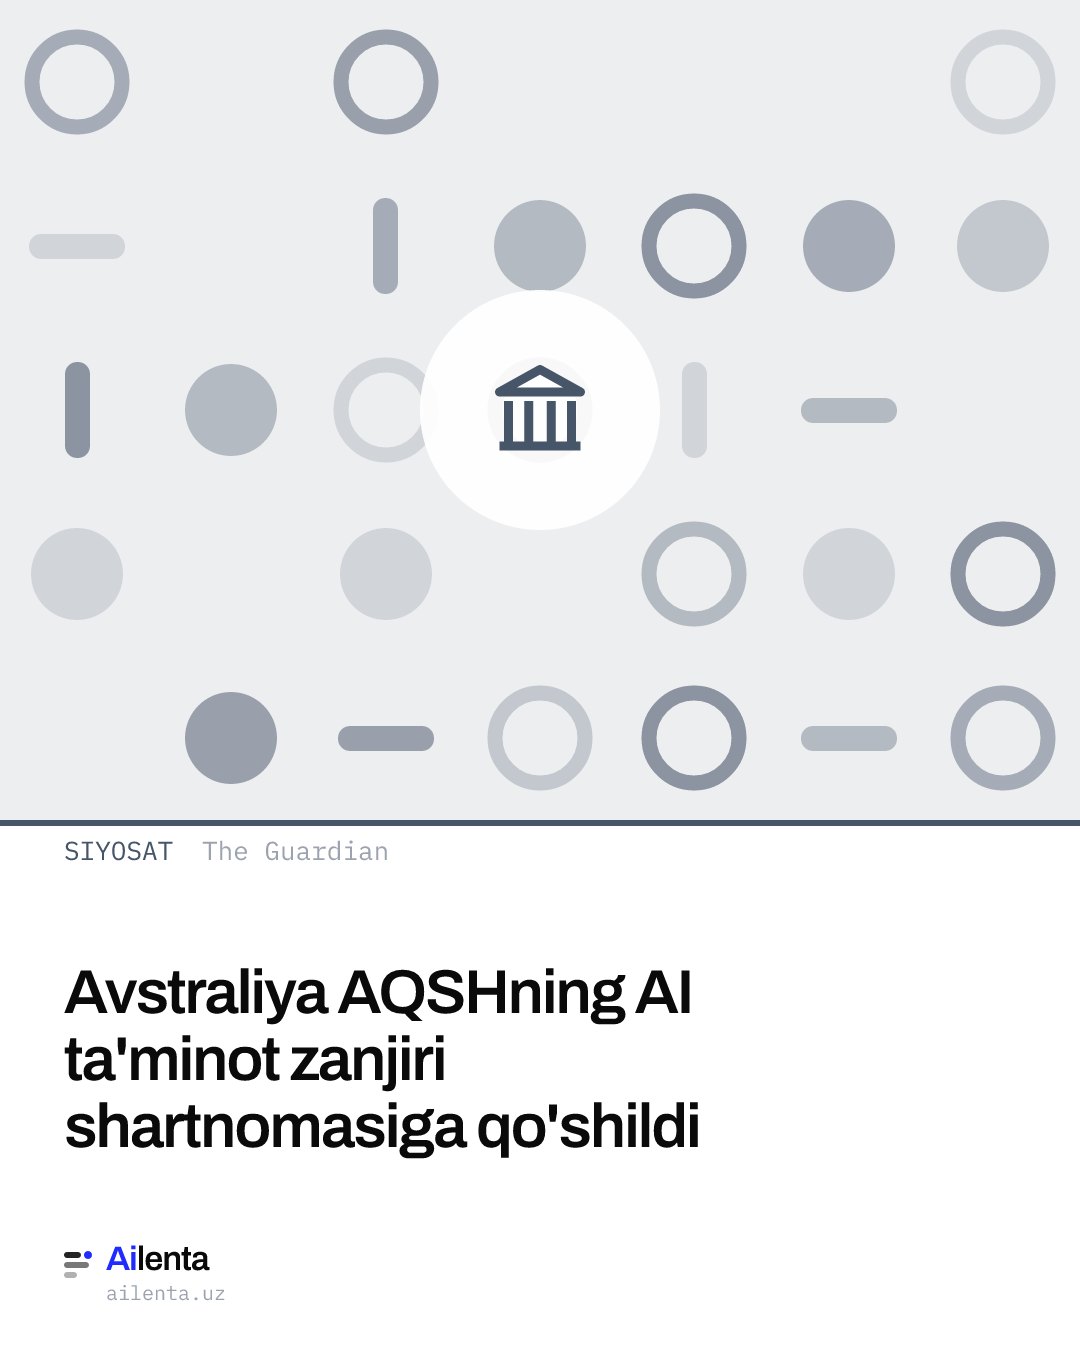 SIYOSAT The Guardian
Avstraliya AQSHning AI
ta'minot zanjiri
shartnomasiga qo'shildi
Ailenta
ailenta.uz